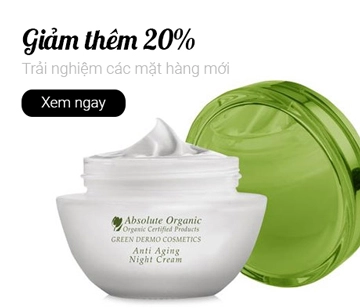 Giảm thêm 20%
Trải nghiệm các mặt hàng mới
Xem ngay
Absolute Organic
Organic Certified Products
GREEN DERMO COSMETICS
Anti Aging
Night Cream